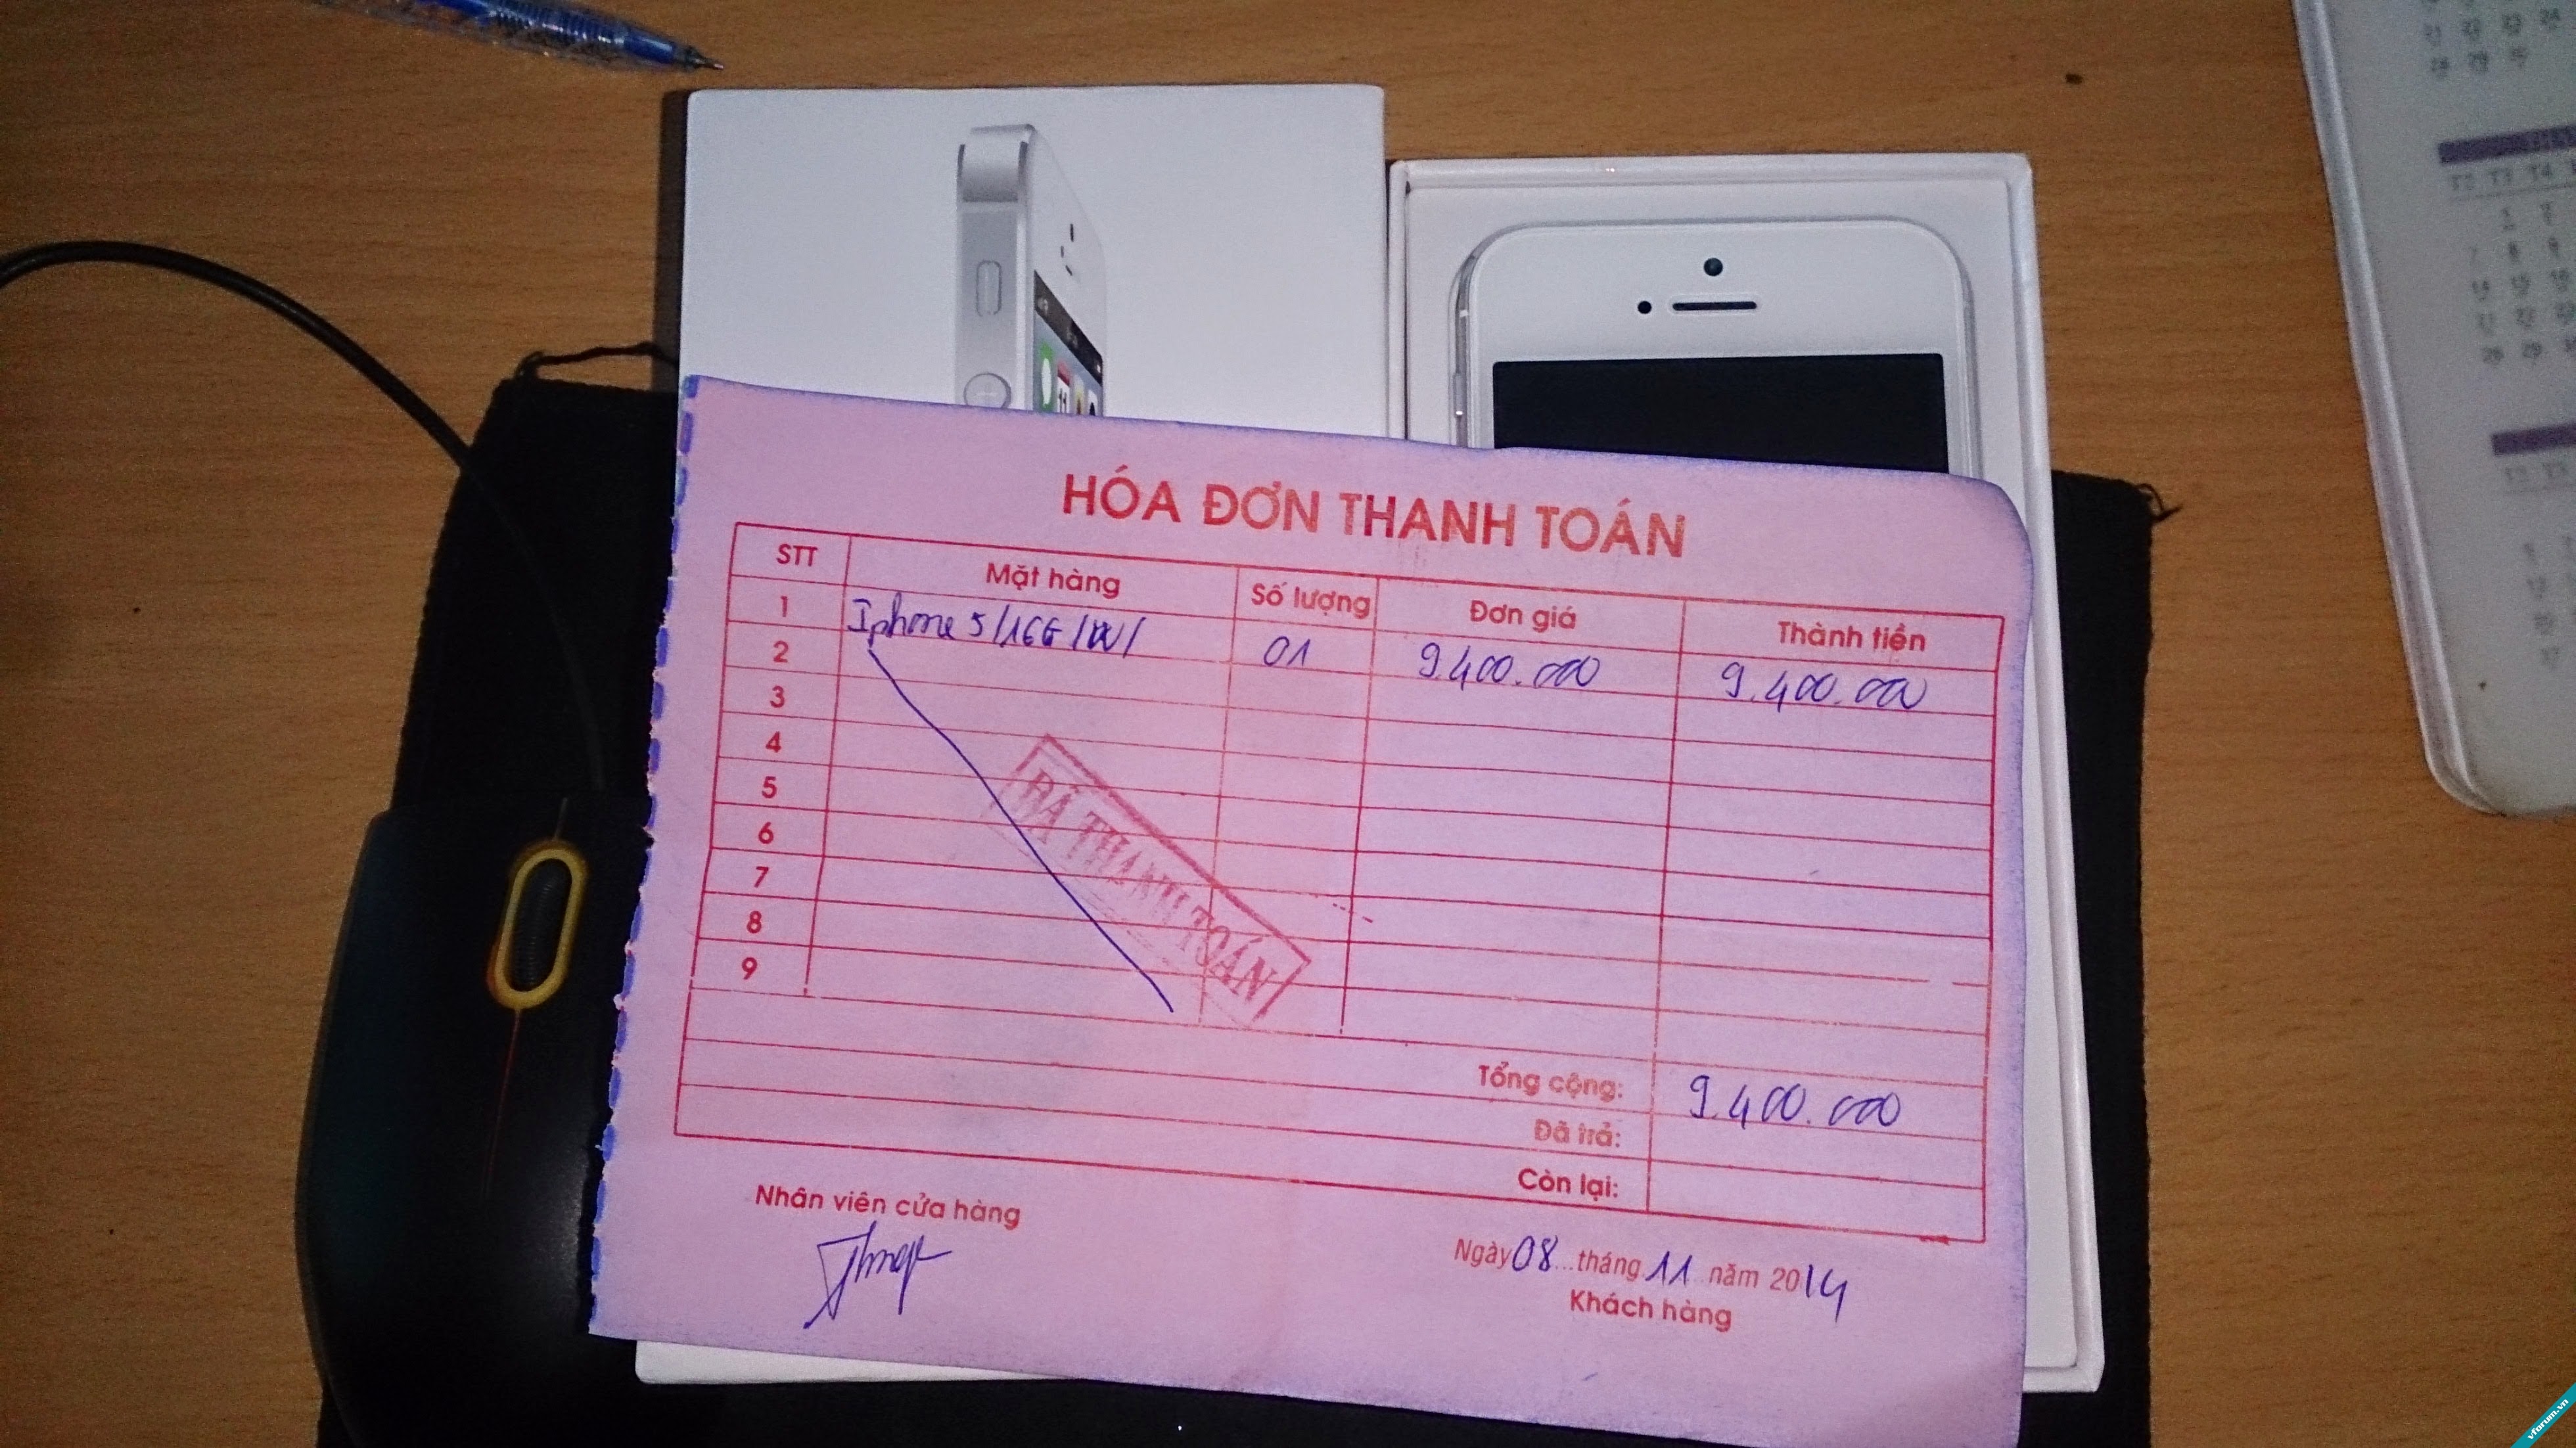 HÓA ĐƠN THANH TOÁN
STT Mặt hàng Số lượng Đơn giá Thành tiền
1 Iphone 5/16G/W/ 01 9.400.000 9.400.000
2
3
4
5
6
7
8
9
ĐÃ THANH TOÁN
Tổng cộng: 9.400.000
Đã trả:
Còn lại:
Nhân viên cửa hàng
Ngày 08 ... tháng 11 năm 2014
Khách hàng
vforum.vn